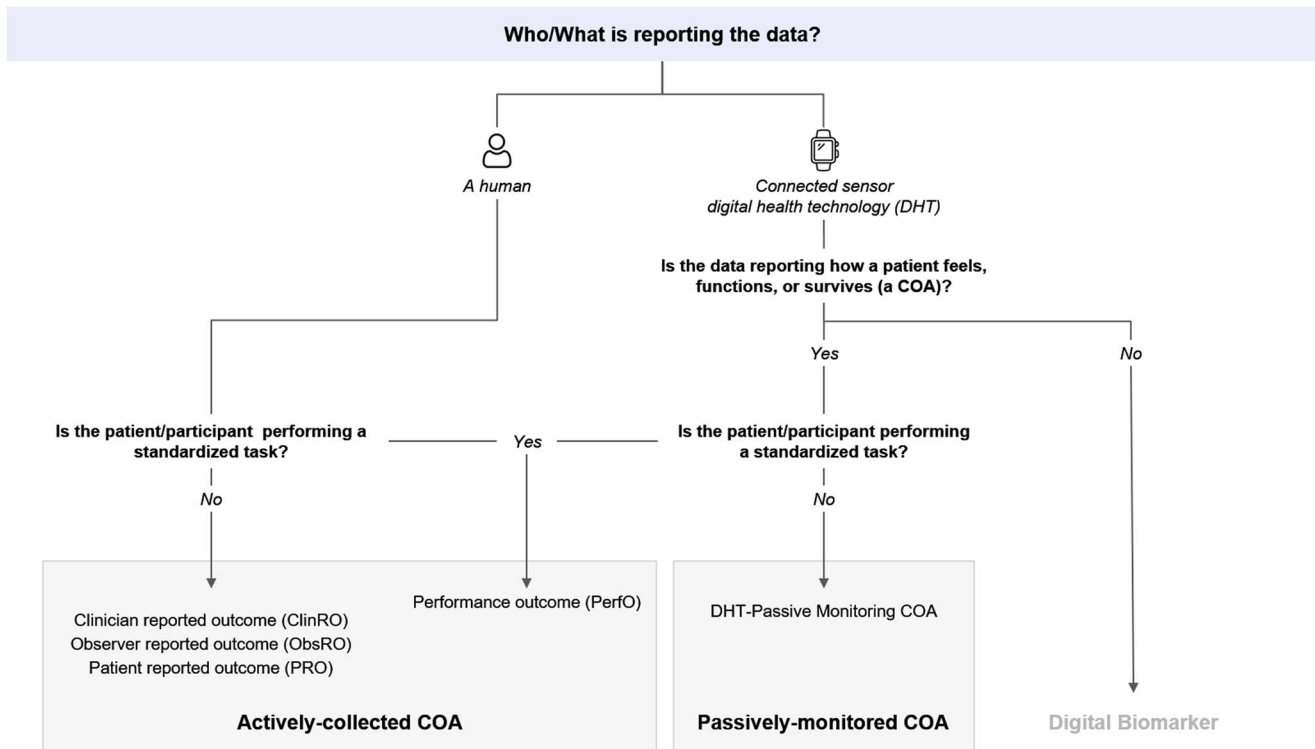 Who/What is reporting the data?
A human
Connected sensor
digital health technology (DHT)
Is the data reporting how a patient feels,
functions, or survives (a COA)?
Yes
No
Is the patient/participant performing a
standardized task?
Yes
Is the patient/participant performing
a standardized task?
No
No
Clinician reported outcome (ClinRO)
Observer reported outcome (ObsRO)
Patient reported outcome (PRO)
Performance outcome (PerfO)
DHT-Passive Monitoring COA
Actively-collected COA
Passively-monitored COA
Digital Biomarker